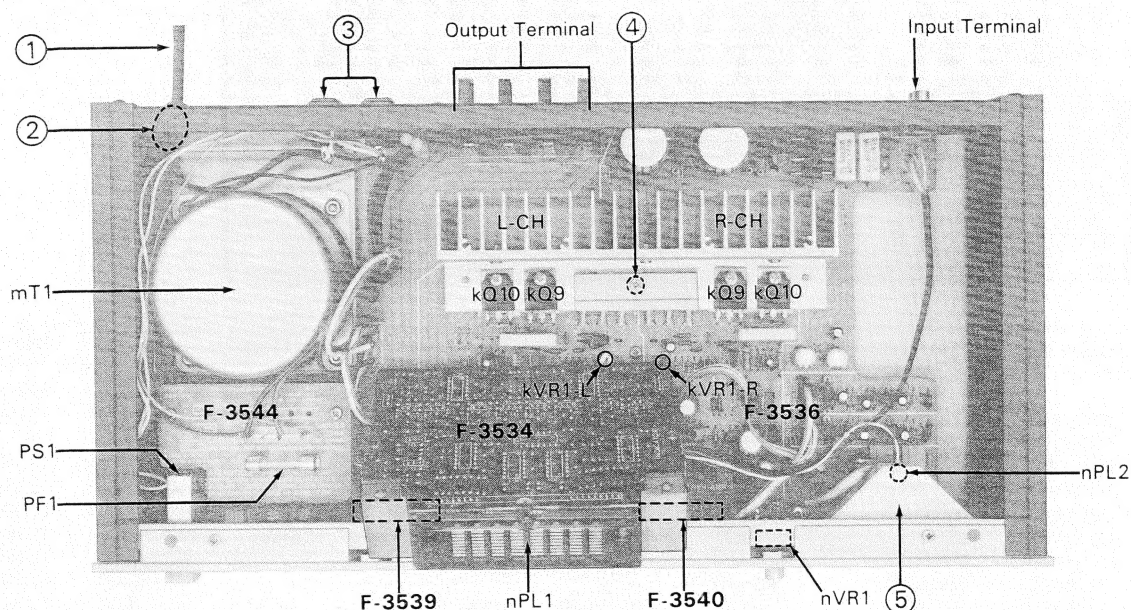 ① ③ Output Terminal ④ Input Terminal
②
L-CH R-CH
mT1 kQ10 kQ9 kQ9 kQ10
kVR1-L kVR1-R
F-3544 F-3534 F-3536
PS1
PF1 nPL2
F-3539 nPL1 F-3540 nVR1 ⑤